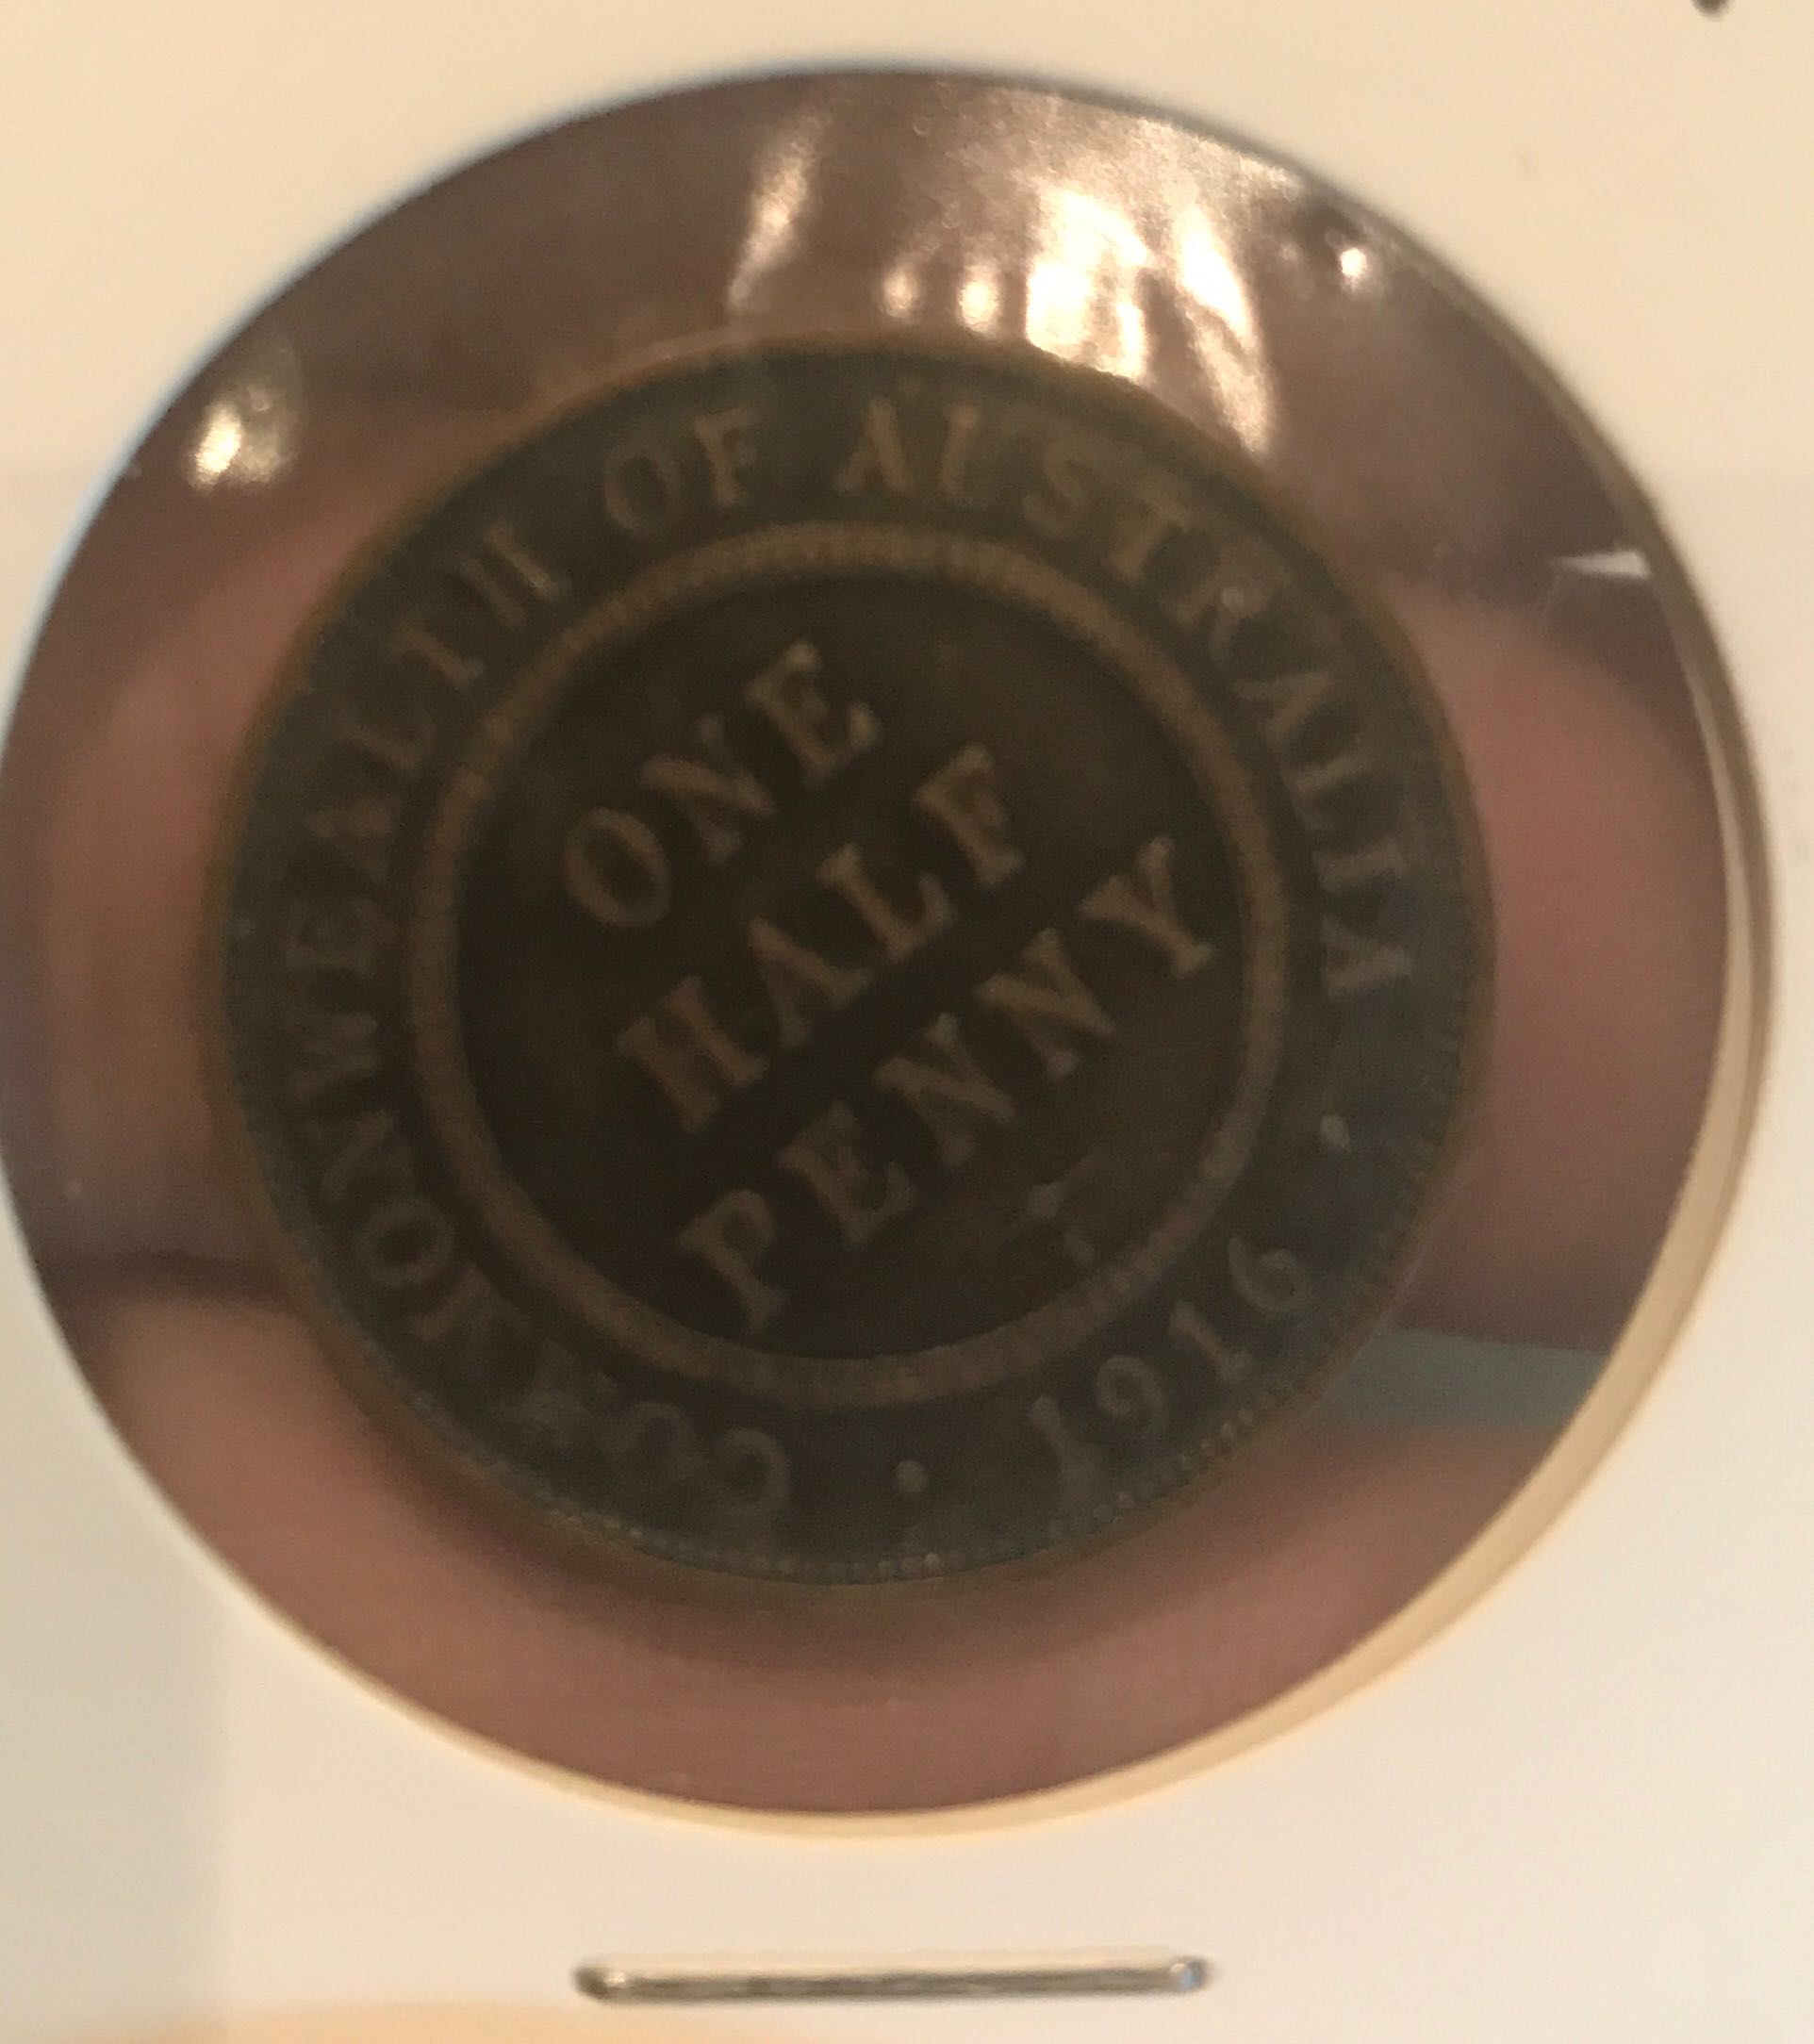 COMMONWEALTH OF AUSTRALIA · 1916 ·
ONE
HALF
PENNY
I